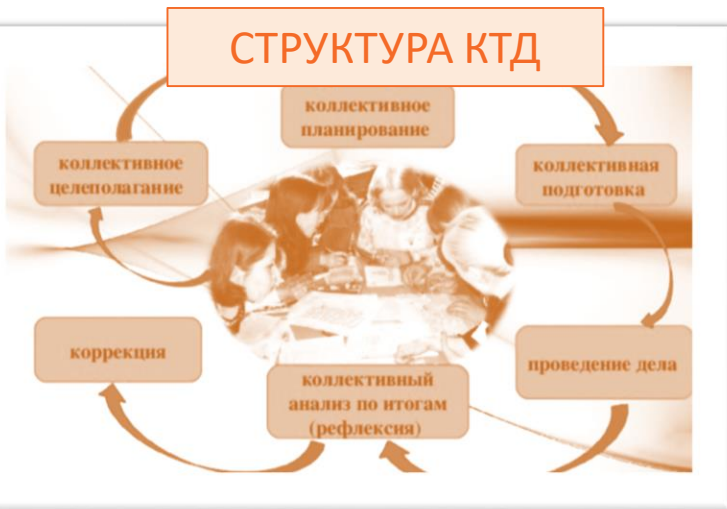 СТРУКТУРА КТД
коллективное
планирование
коллективное
целеполагание
коллективная
подготовка
коррекция
проведение дела
коллективный
анализ по итогам
(рефлексия)